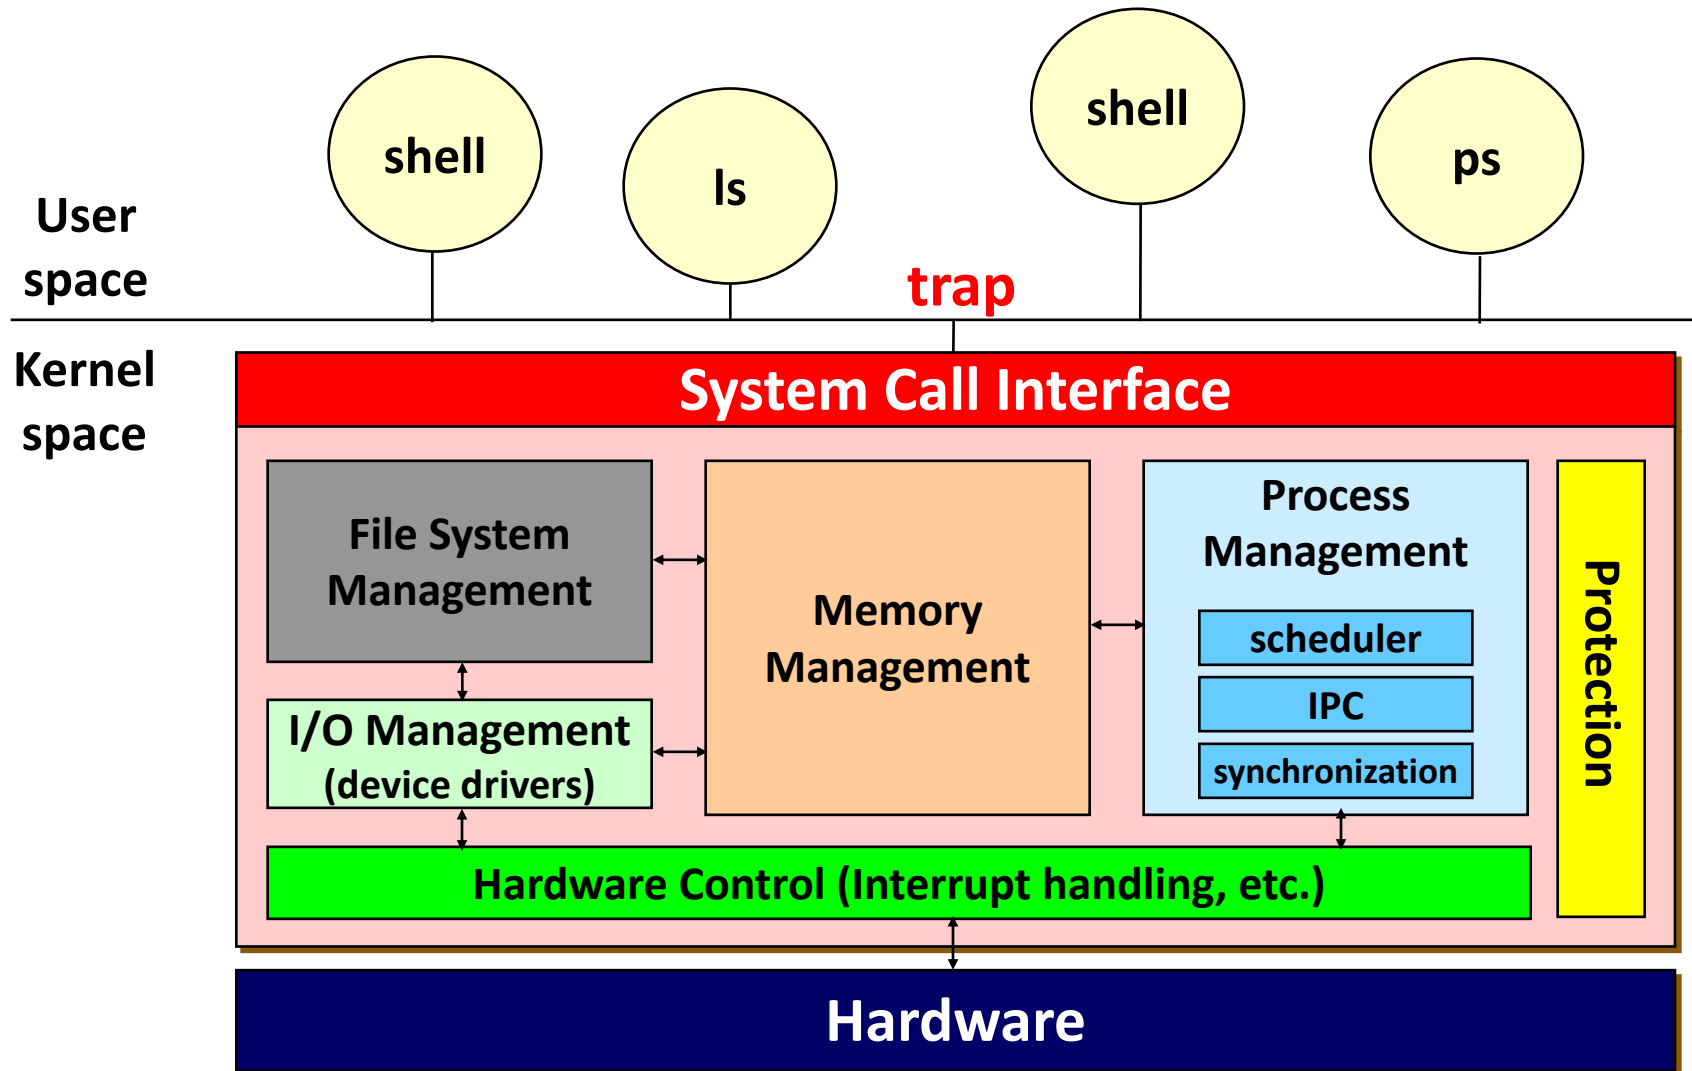 shell
ls
shell
ps
User
space
trap
Kernel
space
System Call Interface
File System
Management
Memory
Management
Process
Management
scheduler
IPC
synchronization
Protection
I/O Management
(device drivers)
Hardware Control (Interrupt handling, etc.)
Hardware